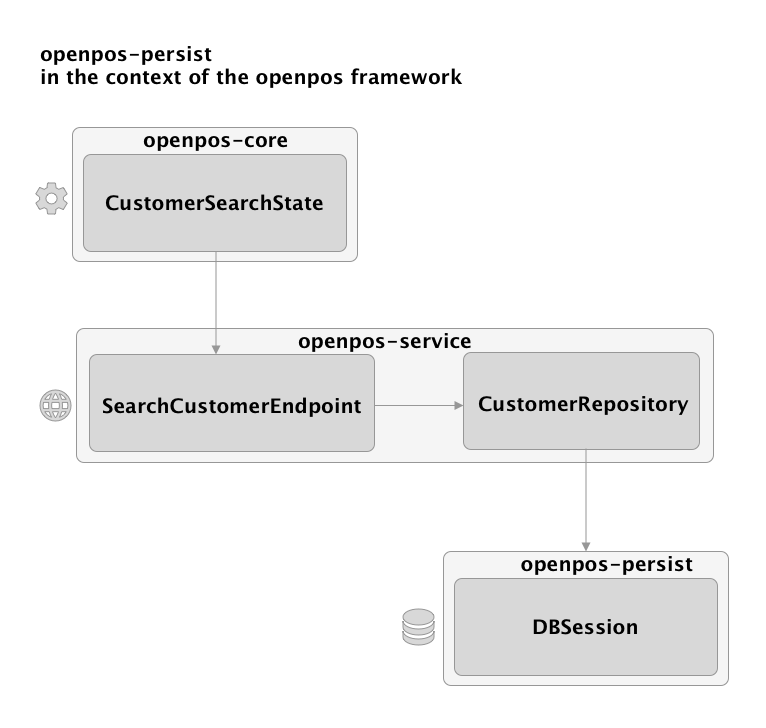 openpos-persist
in the context of the openpos framework
openpos-core
CustomerSearchState
openpos-service
SearchCustomerEndpoint
CustomerRepository
openpos-persist
DBSession